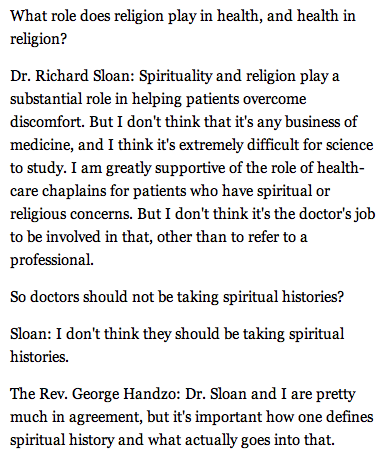 What role does religion play in health, and health in
religion?
Dr. Richard Sloan: Spirituality and religion play a
substantial role in helping patients overcome
discomfort. But I don't think that it's any business of
medicine, and I think it's extremely difficult for science
to study. I am greatly supportive of the role of health-
care chaplains for patients who have spiritual or
religious concerns. But I don't think it's the doctor's job
to be involved in that, other than to refer to a
professional.
So doctors should not be taking spiritual histories?
Sloan: I don't think they should be taking spiritual
histories.
The Rev. George Handzo: Dr. Sloan and I are pretty
much in agreement, but it's important how one defines
spiritual history and what actually goes into that.